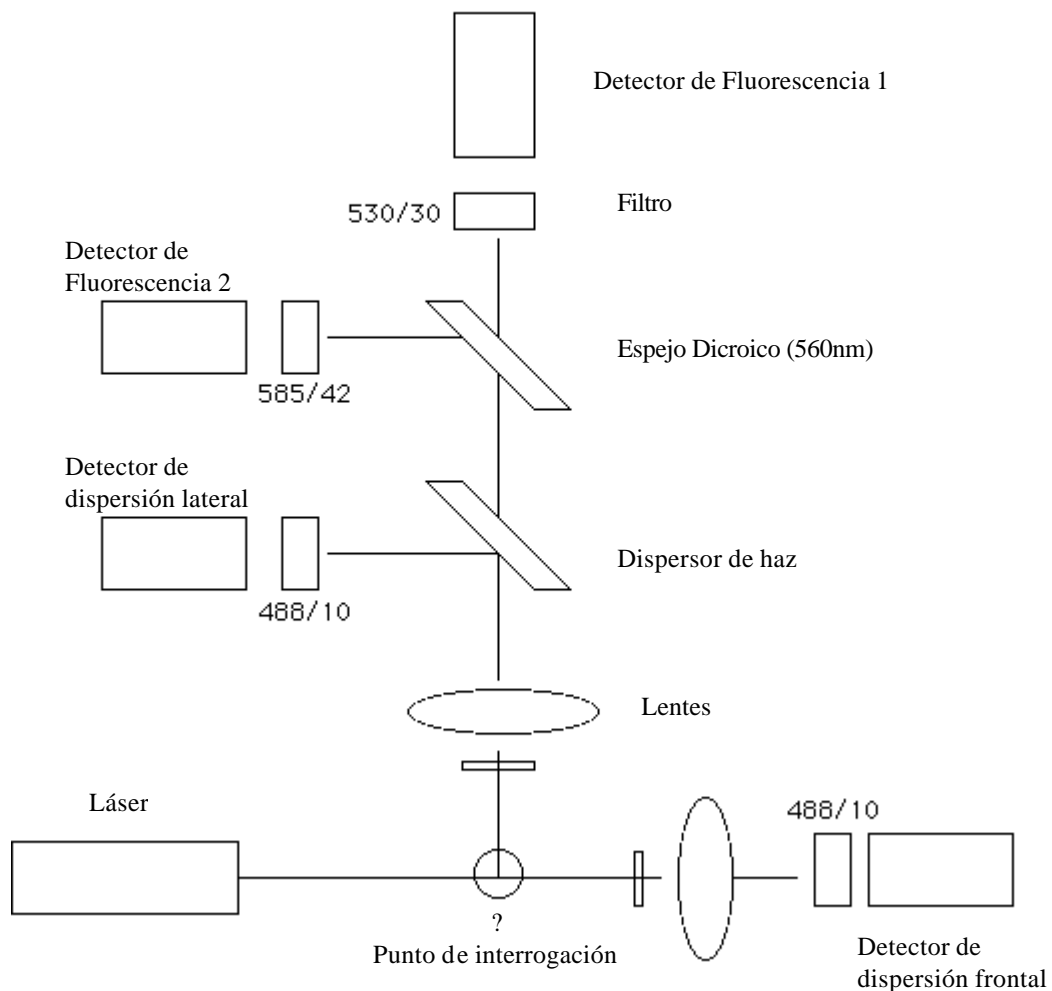 Detector de Fluorescencia 1
530/30
Filtro
Detector de
Fluorescencia 2
585/42
Espejo Dicroico (560nm)
Detector de
dispersión lateral
488/10
Dispersor de haz
Lentes
Láser
488/10
?
Punto de interrogación
Detector de
dispersión frontal